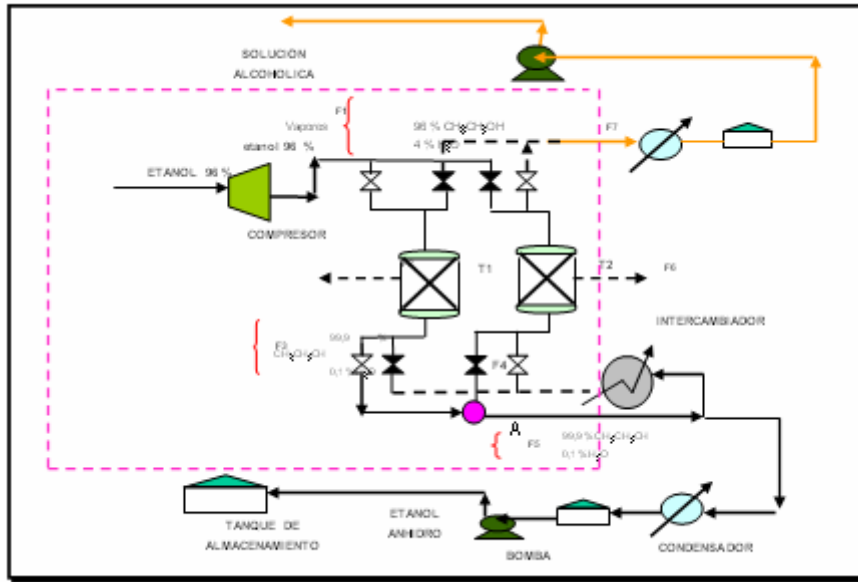 SOLUCIÓN
ALCOHOLICA
F1
Vapores
etanol 96 %
96 % CH₃CH₂OH
4 % H₂O
F7
ETANOL 96 %
COMPRESOR
T1
T2
F6
INTERCAMBIADOR
F3
99,9 %
CH₃CH₂OH
0,1 % H₂O
F4
A
F5
99,9 % CH₃CH₂OH
0,1 % H₂O
TANQUE DE
ALMACENAMIENTO
ETANOL
ANHIDRO
BOMBA
CONDENSADOR